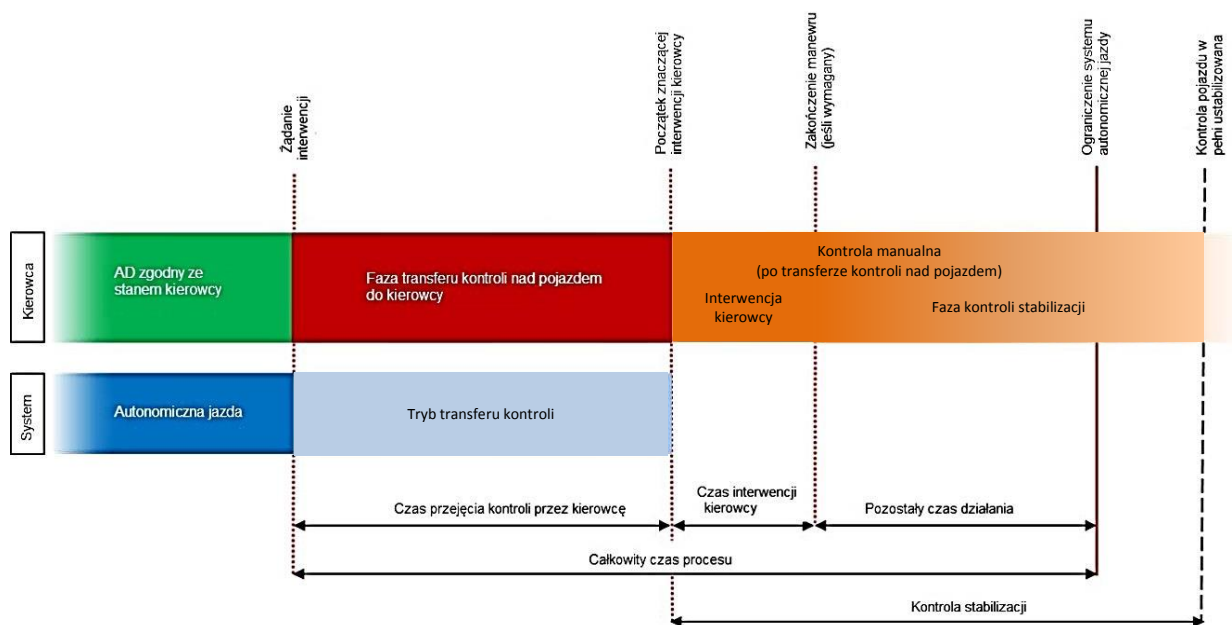 Żądanie
interwencji
Początek znaczącej
interwencji kierowcy
Zakończenie manewru
(jeśli wymagany)
Ograniczenie systemu
autonomicznej jazdy
Kontrola pojazdu w
pełni ustabilizowana
Kierowca
AD zgodny ze
stanem kierowcy
Faza transferu kontroli nad pojazdem
do kierowcy
Kontrola manualna
(po transferze kontroli nad pojazdem)
Interwencja
kierowcy
Faza kontroli stabilizacji
System
Autonomiczna jazda
Tryb transferu kontroli
Czas przejęcia kontroli przez kierowcę
Czas interwencji
kierowcy
Pozostały czas działania
Całkowity czas procesu
Kontrola stabilizacji